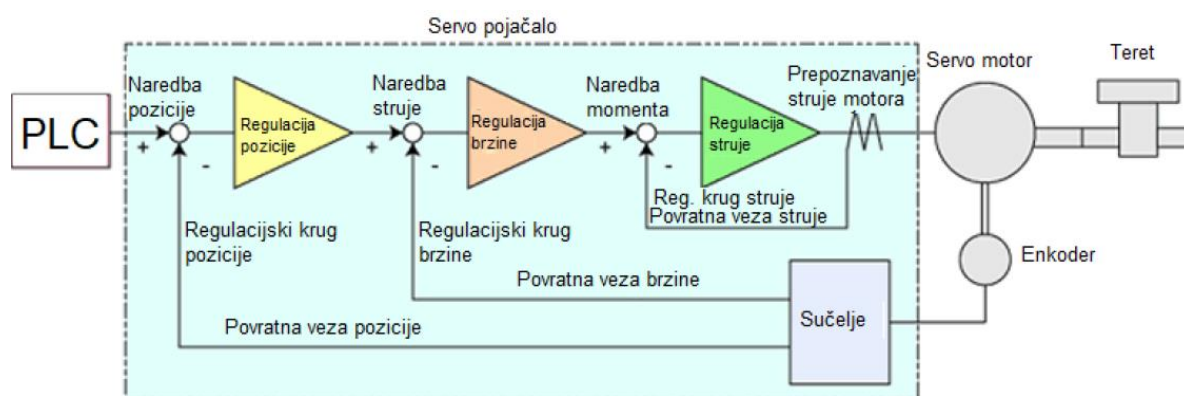 Servo pojačalo
Servo motor
Teret
PLC
Naredba
pozicije
+
-
Regulacija
pozicije
Naredba
struje
+
-
Regulacija
brzine
Naredba
momenta
+
-
Regulacija
struje
Prepoznavanje
struje motora
Reg. krug struje
Povratna veza struje
Regulacijski krug
pozicije
Regulacijski krug
brzine
Povratna veza brzine
Povratna veza pozicije
Sučelje
Enkoder